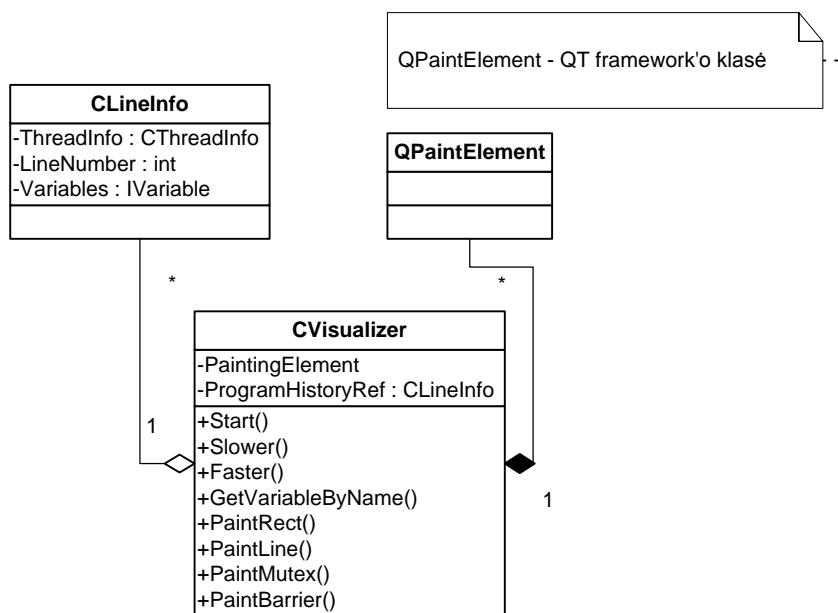 QPaintElement - QT framework'o klasė
CLineInfo
-ThreadInfo : CThreadInfo
-LineNumber : int
-Variables : IVariable
QPaintElement
*
*
CVisualizer
-PaintingElement
-ProgramHistoryRef : CLineInfo
+Start()
+Slower()
+Faster()
+GetVariableByName()
+PaintRect()
+PaintLine()
+PaintMutex()
+PaintBarrier()
1
1